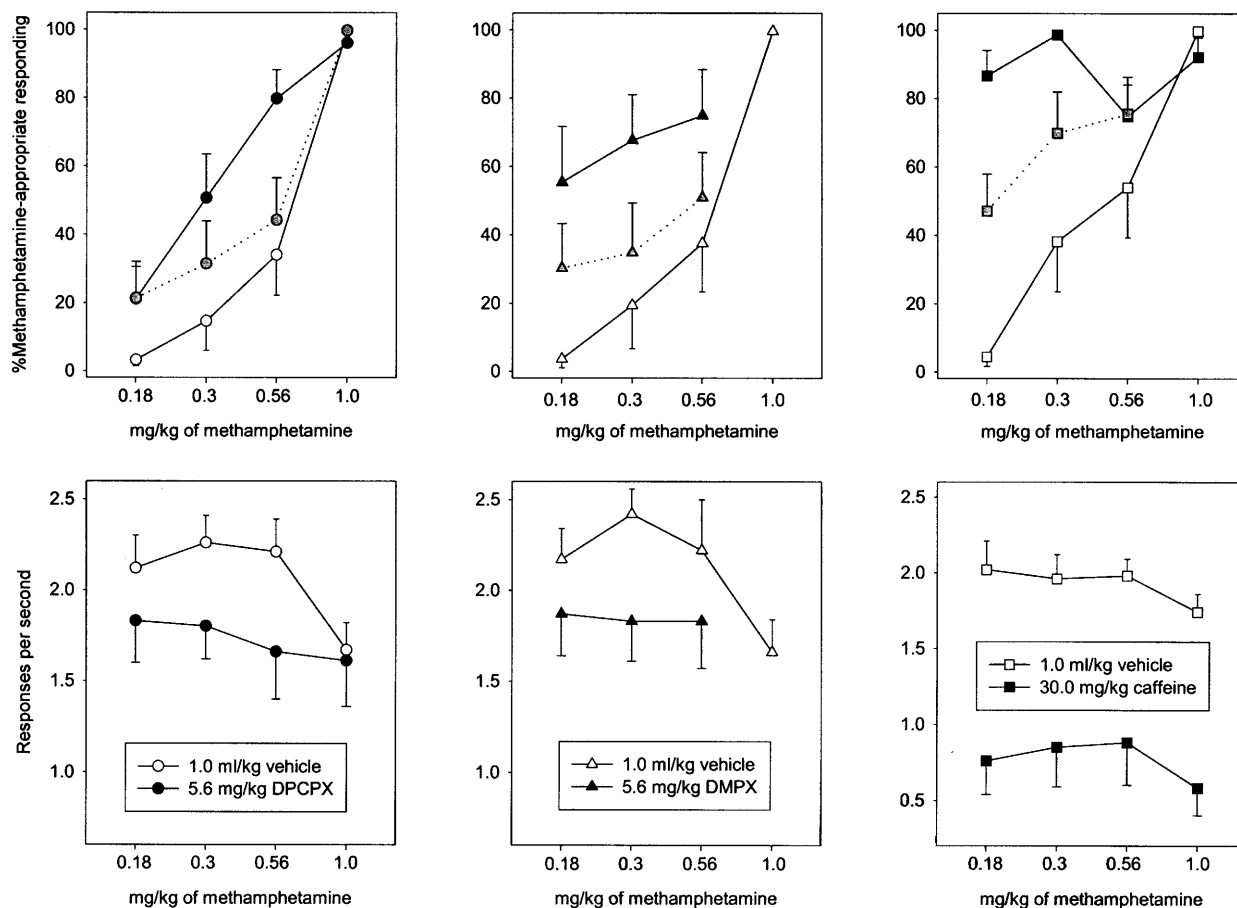 %Methamphetamine-appropriate responding
100
80
60
40
20
0
0.18 0.3 0.56 1.0
mg/kg of methamphetamine
100
80
60
40
20
0
0.18 0.3 0.56 1.0
mg/kg of methamphetamine
100
80
60
40
20
0
0.18 0.3 0.56 1.0
mg/kg of methamphetamine
Responses per second
2.5
2.0
1.5
1.0
1.0 ml/kg vehicle
5.6 mg/kg DPCPX
0.18 0.3 0.56 1.0
mg/kg of methamphetamine
2.5
2.0
1.5
1.0
1.0 ml/kg vehicle
5.6 mg/kg DMPX
0.18 0.3 0.56 1.0
mg/kg of methamphetamine
2.5
2.0
1.5
1.0
0.5
1.0 ml/kg vehicle
30.0 mg/kg caffeine
0.18 0.3 0.56 1.0
mg/kg of methamphetamine